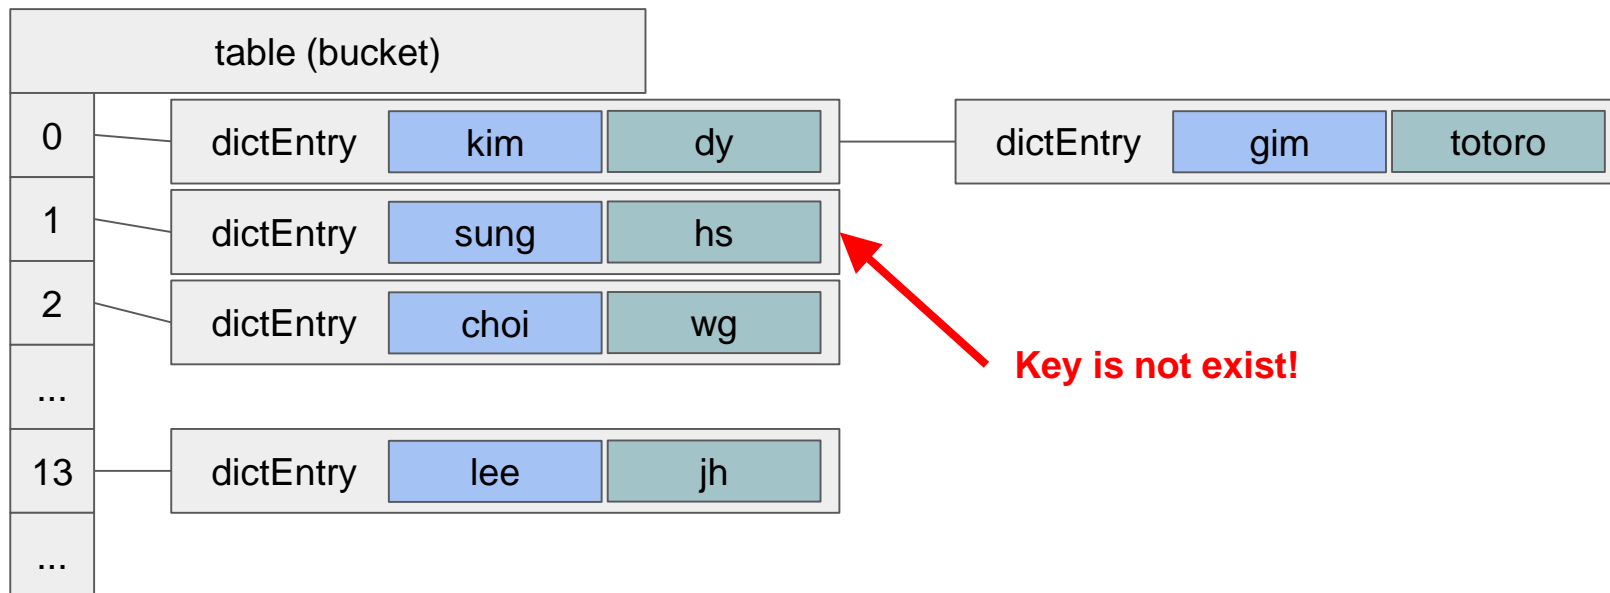 table (bucket)
0 dictEntry kim dy dictEntry gim totoro
1 dictEntry sung hs
2 dictEntry choi wg
Key is not exist!
...
13 dictEntry lee jh
...